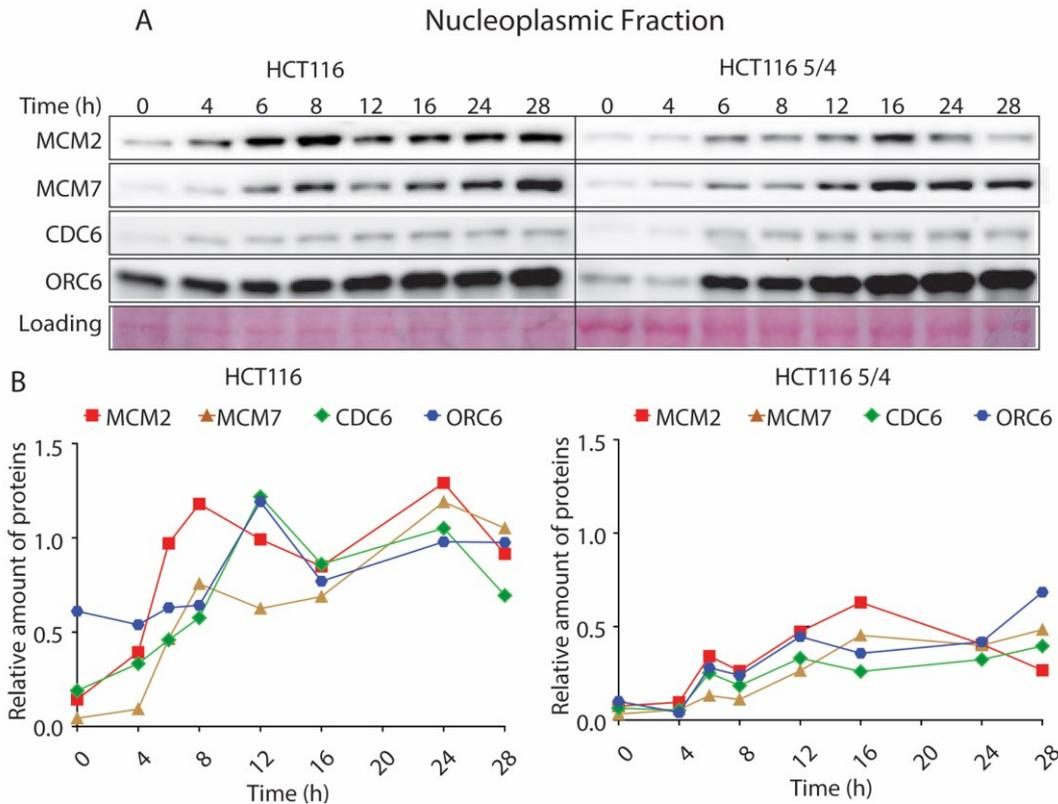 A Nucleoplasmic Fraction
HCT116 HCT116 5/4
Time (h) 0 4 6 8 12 16 24 28 0 4 6 8 12 16 24 28
MCM2
MCM7
CDC6
ORC6
Loading
B HCT116 HCT116 5/4
MCM2 MCM7 CDC6 ORC6 MCM2 MCM7 CDC6 ORC6
Relative amount of proteins
1.5
1.0
0.5
0.0
0 4 8 12 16 20 24 28
Time (h)
Relative amount of proteins
1.5
1.0
0.5
0.0
0 4 8 12 16 20 24 28
Time (h)